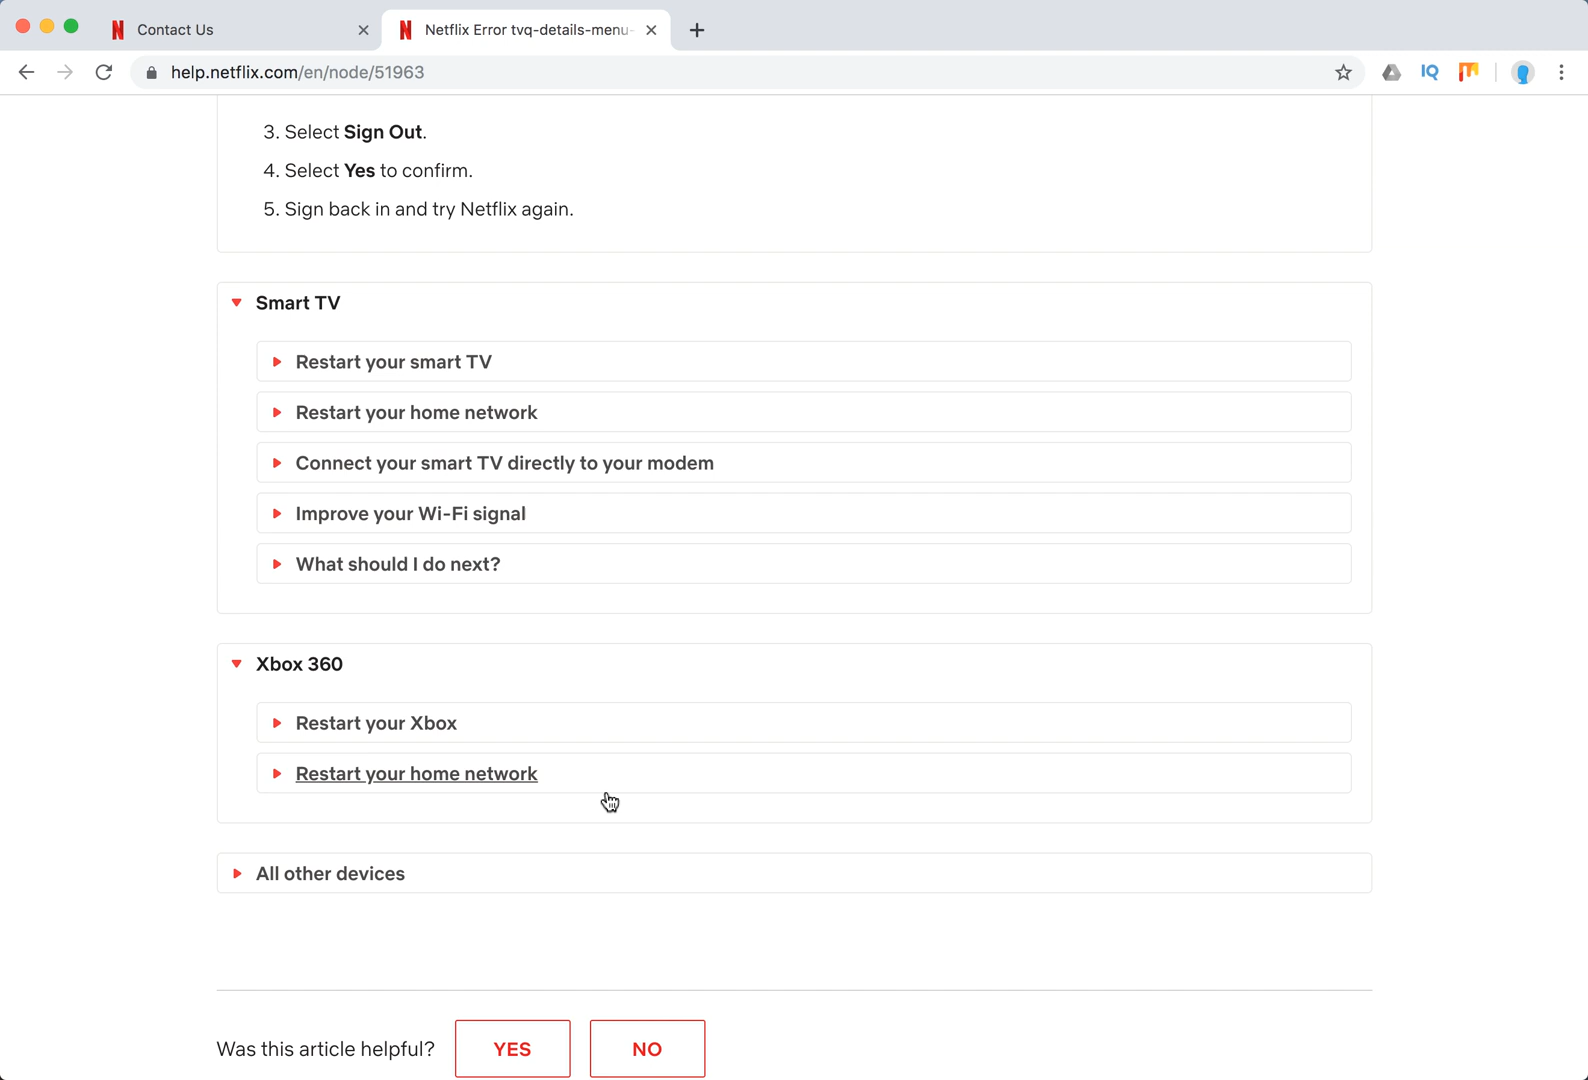 Contact Us
Netflix Error tvq-details-menu-
help.netflix.com/en/node/51963
IQ
3. Select Sign Out.
4. Select Yes to confirm.
5. Sign back in and try Netflix again.
Smart TV
Restart your smart TV
Restart your home network
Connect your smart TV directly to your modem
Improve your Wi-Fi signal
What should I do next?
Xbox 360
Restart your Xbox
Restart your home network
All other devices
Was this article helpful? YES NO